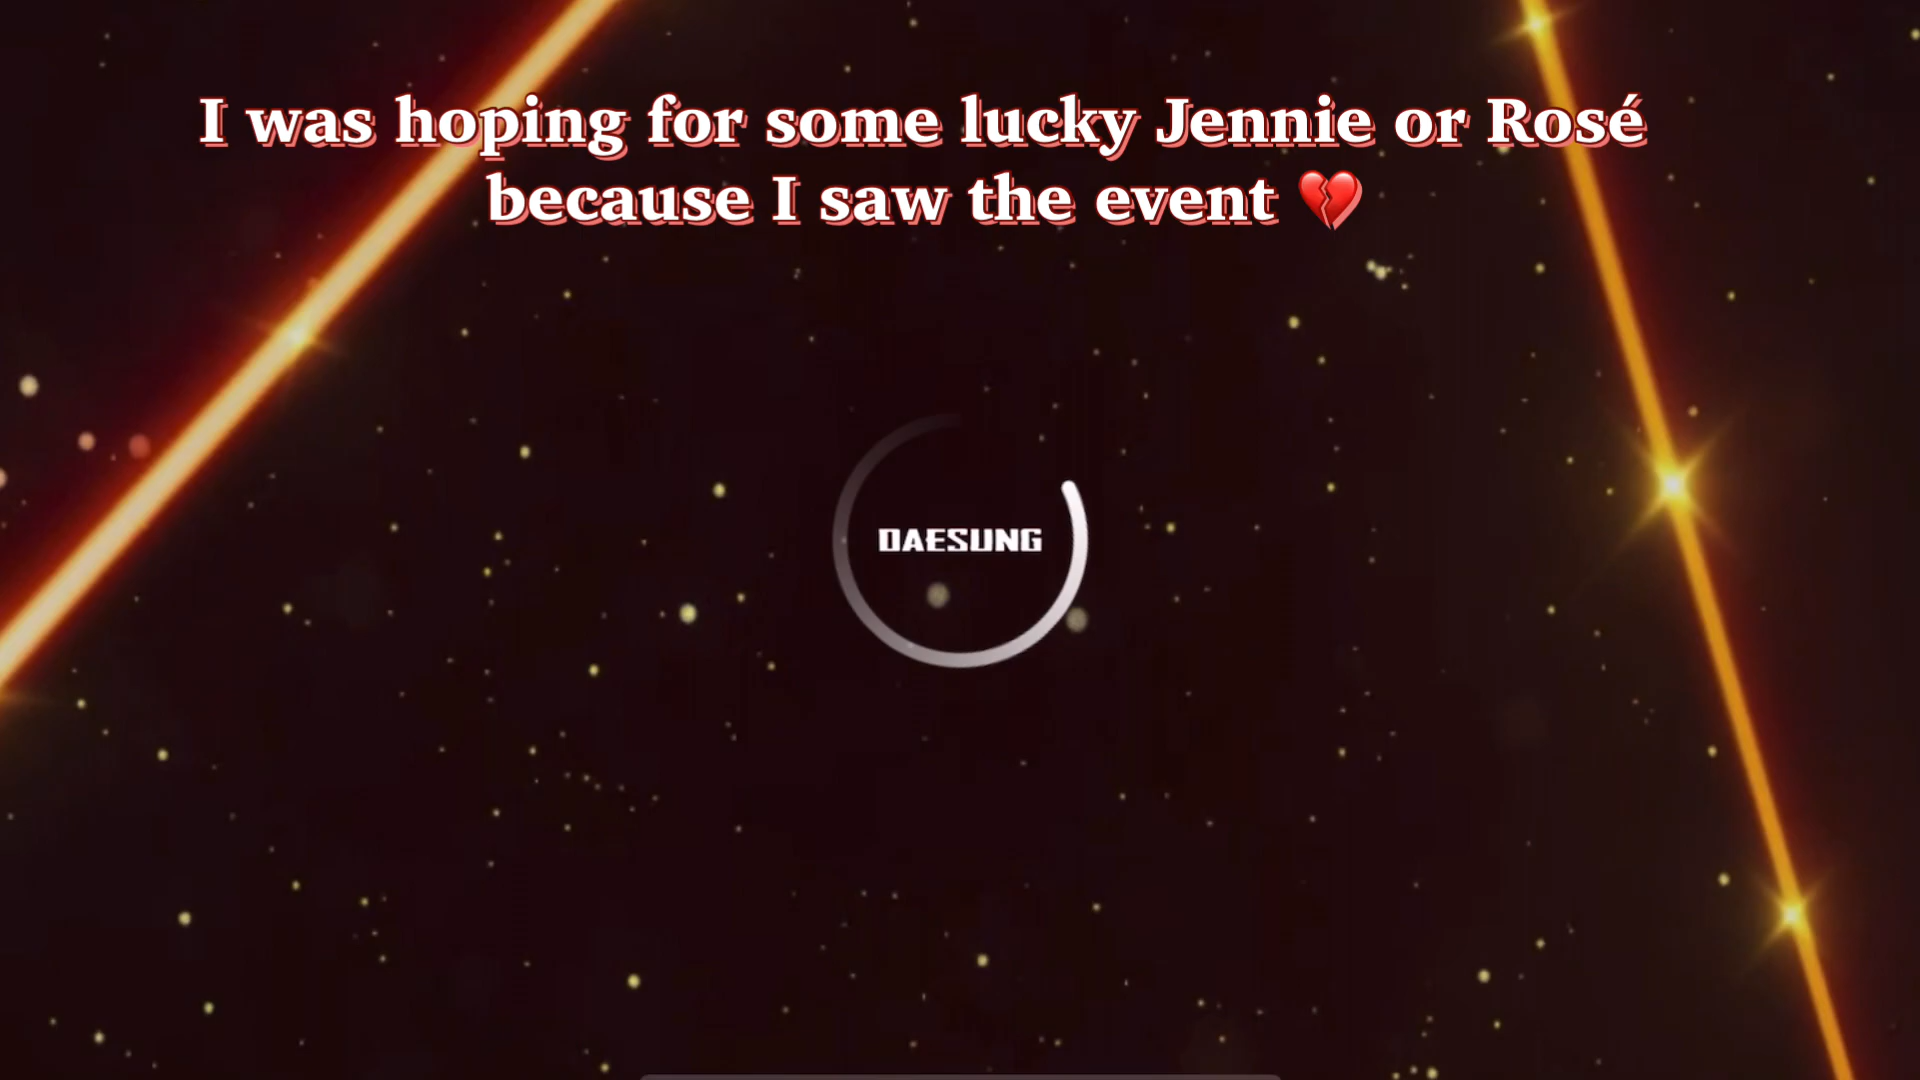 I was hoping for some lucky Jennie or Rosé
because I saw the event 💔
DAESUNG